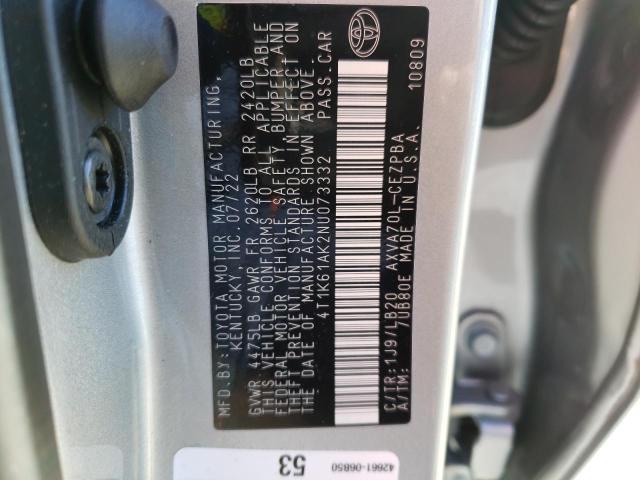 MFD.BY:TOYOTA MOTOR MANUFACTURING,
KENTUCKY, INC. 07/22
GVWR 4475LB GAWR FR 2620LB RR 2420LB
THIS VEHICLE CONFORMS TO ALL APPLICABLE
FEDERAL MOTOR VEHICLE SAFETY, BUMPER AND
THEFT PREVENTION STANDARDS IN EFFECT ON
THE DATE OF MANUFACTURE SHOWN ABOVE.
4T1K61AK2NU073332 PASS.CAR
C/TR:1J9/LB20 AXVA70L-CEZPBA
A/TM: 7UB80E MADE IN U.S.A. 10809
53
42661-06B50